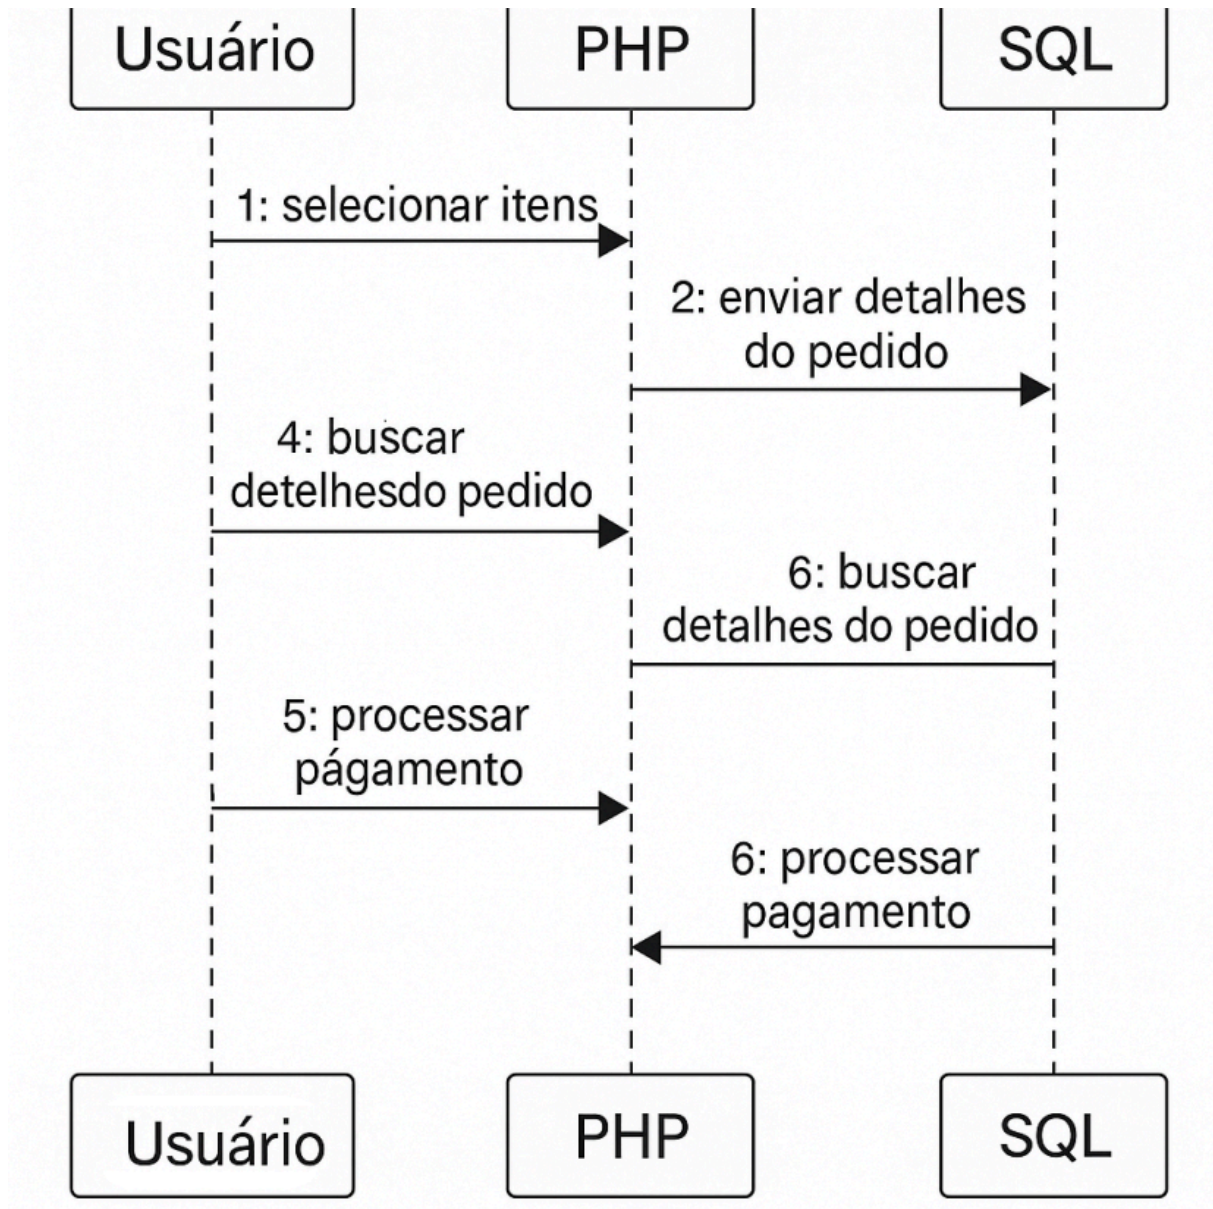 Usuário
PHP
SQL
1: selecionar itens
2: enviar detalhes
do pedido
4: buscar
detelhesdo pedido
6: buscar
detalhes do pedido
5: processar
págamento
6: processar
pagamento
Usuário
PHP
SQL